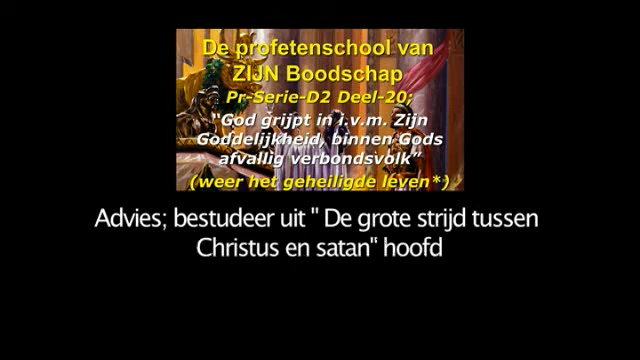 De profetenschool van
ZIJN Boodschap
Pr-Serie-D2 Deel-20;
“God grijpt in i.v.m. Zijn
Goddelijkheid, binnen Gods
afvallig verbondsvolk”
(weer het geheiligde leven*)
Advies; bestudeer uit " De grote strijd tussen
Christus en satan" hoofd